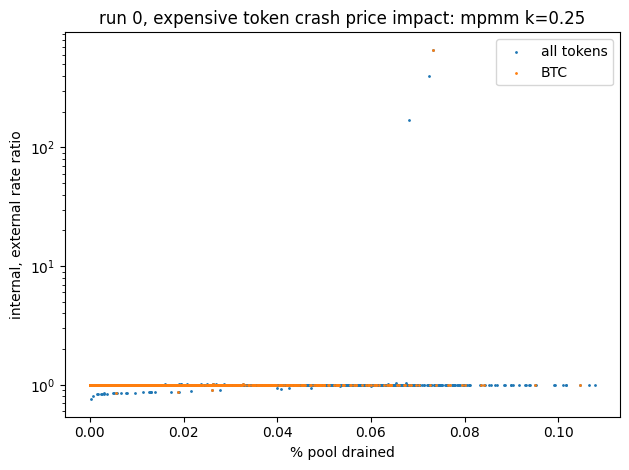 run 0, expensive token crash price impact: mpmm k=0.25
all tokens
BTC
internal, external rate ratio
10²
10¹
10⁰
0.00 0.02 0.04 0.06 0.08 0.10
% pool drained